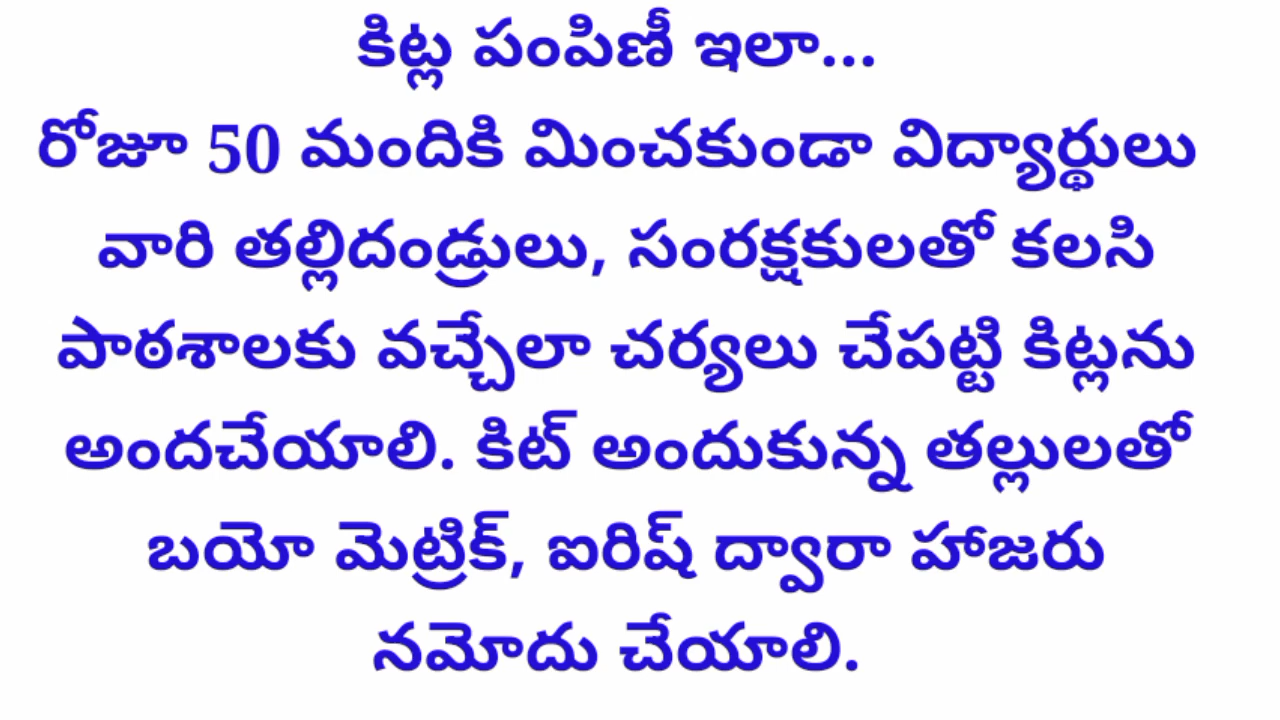 కిట్ల పంపిణీ ఇలా...
రోజూ 50 మందికి మించకుండా విద్యార్థులు
వారి తల్లిదండ్రులు, సంరక్షకులతో కలసి
పాఠశాలకు వచ్చేలా చర్యలు చేపట్టి కిట్లను
అందచేయాలి. కిట్ అందుకున్న తల్లులతో
బయో మెట్రిక్, ఐరిష్ ద్వారా హాజరు
నమోదు చేయాలి.